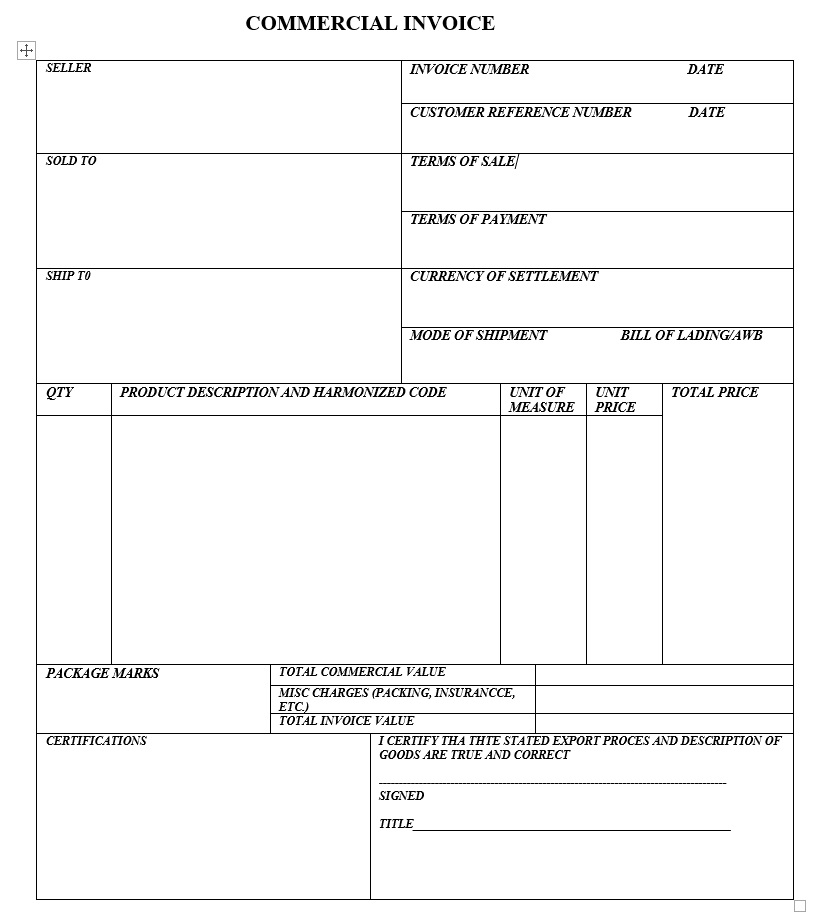 COMMERCIAL INVOICE
SELLER
INVOICE NUMBER DATE
CUSTOMER REFERENCE NUMBER DATE
SOLD TO
TERMS OF SALE/
TERMS OF PAYMENT
SHIP T0
CURRENCY OF SETTLEMENT
MODE OF SHIPMENT BILL OF LADING/AWB
QTY PRODUCT DESCRIPTION AND HARMONIZED CODE UNIT OF MEASURE UNIT PRICE TOTAL PRICE
PACKAGE MARKS
TOTAL COMMERCIAL VALUE
MISC CHARGES (PACKING, INSURANCCE,
ETC.)
TOTAL INVOICE VALUE
CERTIFICATIONS
I CERTIFY THA THTE STATED EXPORT PROCES AND DESCRIPTION OF
GOODS ARE TRUE AND CORRECT
SIGNED
TITLE